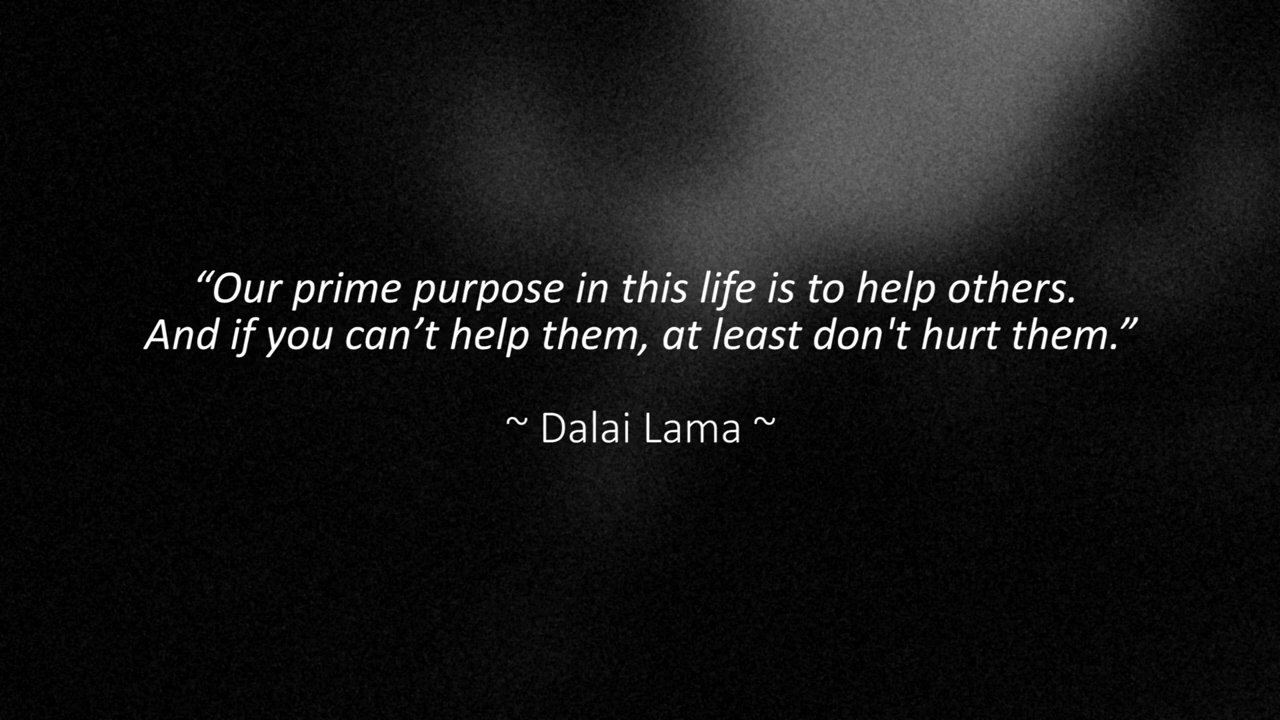 “Our prime purpose in this life is to help others.
And if you can’t help them, at least don't hurt them.”
~ Dalai Lama ~